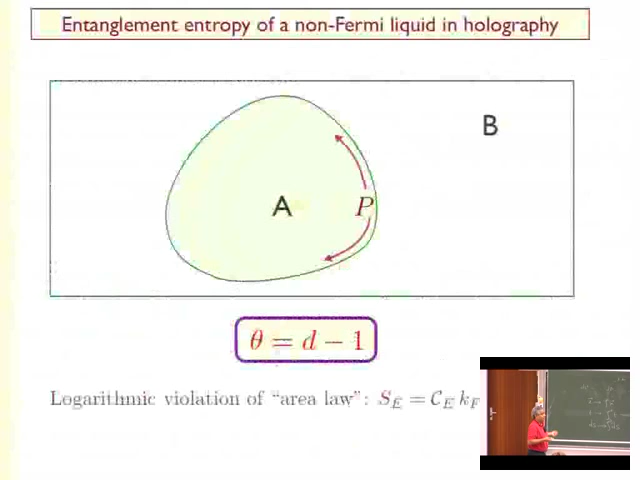 Entanglement entropy of a non-Fermi liquid in holography
B
A
P
θ = d − 1
Logarithmic violation of “area law”: S_E = C_E k_F